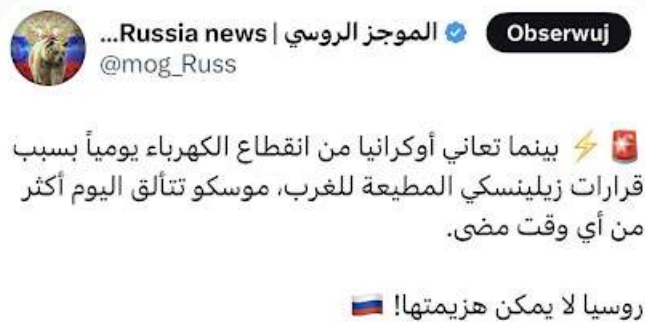 الموجز الروسي | Russia news...
Obserwuj
@mog_Russ
🚨⚡ بينما تعاني أوكرانيا من انقطاع الكهرباء يومياً بسبب
قرارات زيلينسكي المطيعة للغرب، موسكو تتألق اليوم أكثر
من أي وقت مضى.
روسيا لا يمكن هزيمتها! 🇷🇺